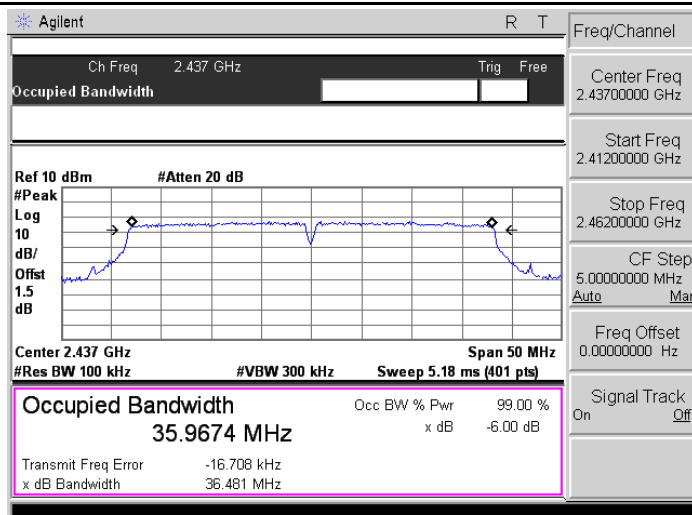 Agilent R T
Ch Freq 2.437 GHz Trig Free
Occupied Bandwidth
Ref 10 dBm #Atten 20 dB
#Peak
Log
10
dB/
Offst
1.5
dB
Center 2.437 GHz Span 50 MHz
#Res BW 100 kHz #VBW 300 kHz Sweep 5.18 ms (401 pts)
Occupied Bandwidth Occ BW % Pwr 99.00 %
35.9674 MHz x dB -6.00 dB
Transmit Freq Error -16.708 kHz
x dB Bandwidth 36.481 MHz
Freq/Channel
Center Freq
2.43700000 GHz
Start Freq
2.41200000 GHz
Stop Freq
2.46200000 GHz
CF Step
5.00000000 MHz
Auto Man
Freq Offset
0.00000000 Hz
Signal Track
On Off